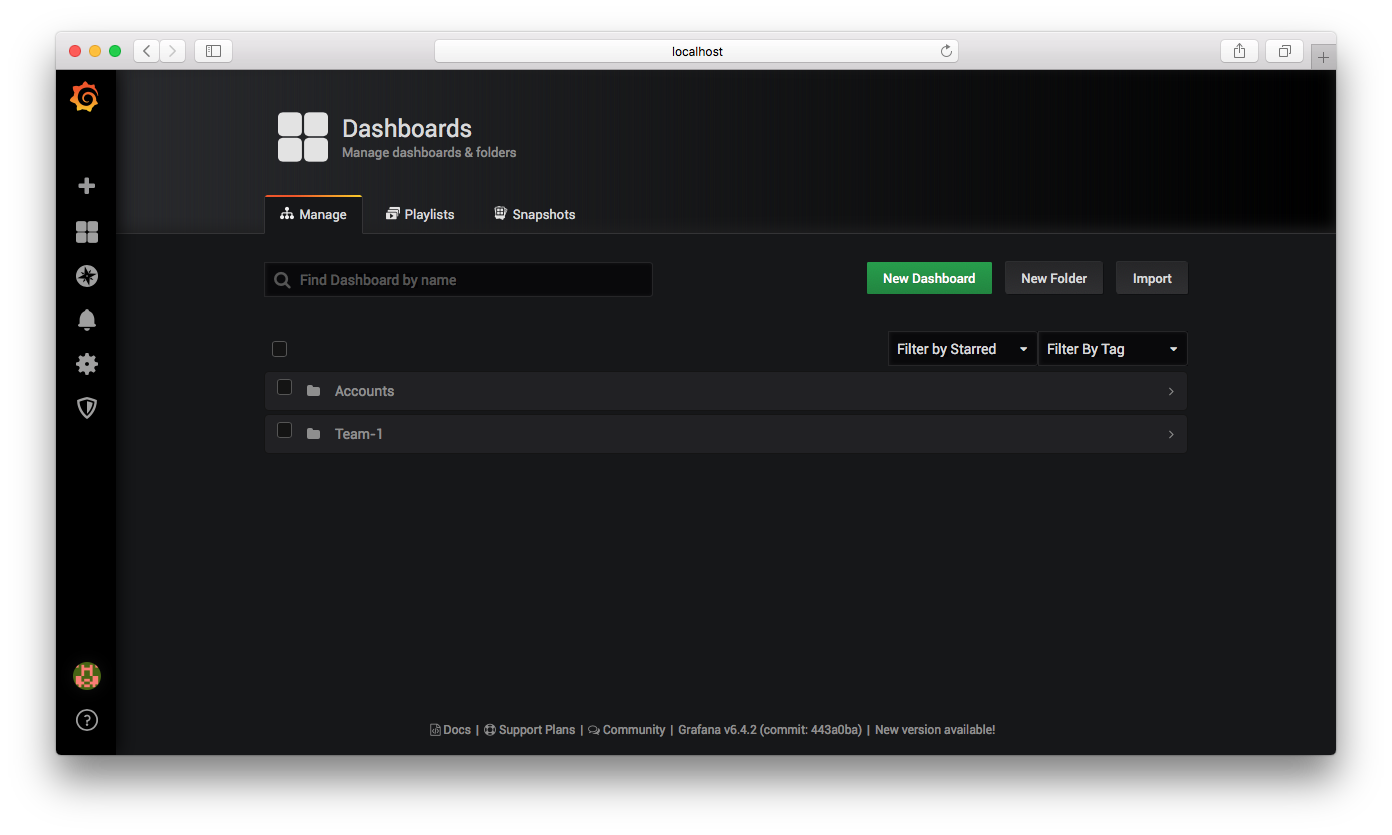 localhost
Dashboards
Manage dashboards & folders
Manage Playlists Snapshots
Find Dashboard by name New Dashboard New Folder Import
Filter by Starred Filter By Tag
Accounts
Team-1
Docs | Support Plans | Community | Grafana v6.4.2 (commit: 443a0ba) | New version available!